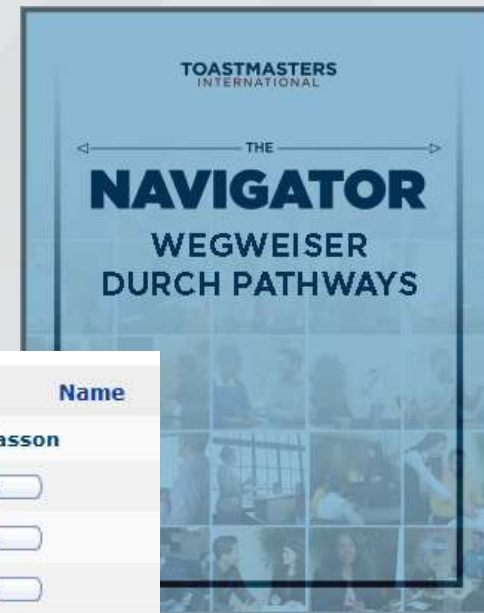 TOASTMASTERS
INTERNATIONAL
THE
NAVIGATOR
WEGWEISER
DURCH PATHWAYS
Name
asson